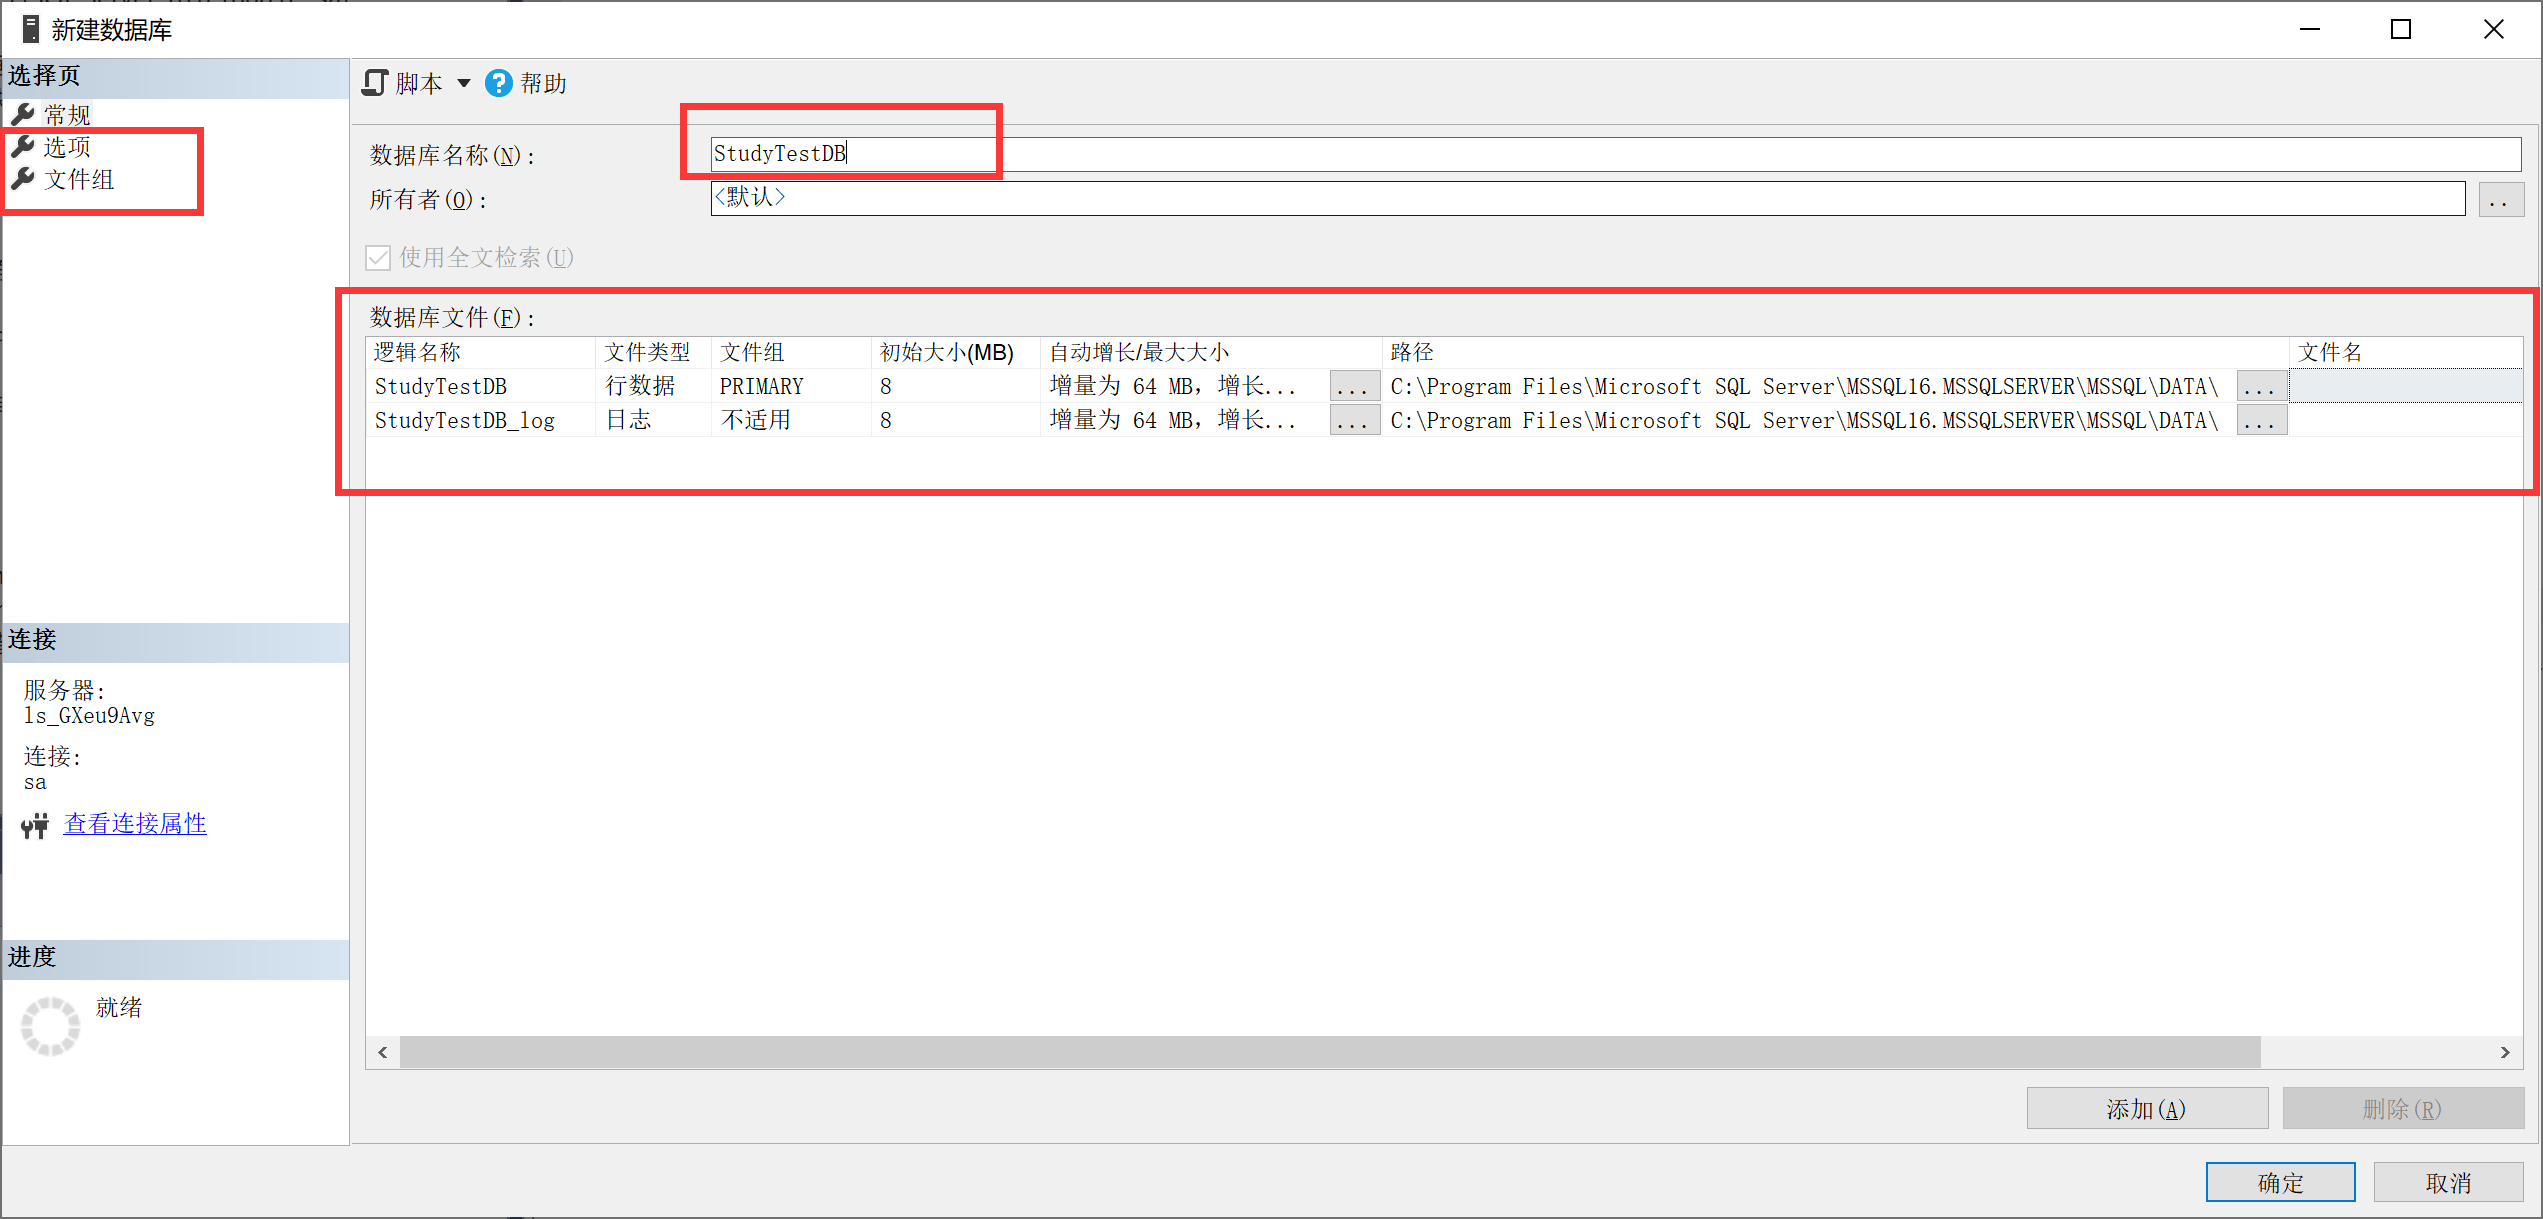 新建数据库
选择页
常规
选项
文件组
脚本 帮助
数据库名称(N): StudyTestDB
所有者(O): <默认> ..
使用全文检索(U)
数据库文件(F):
逻辑名称 文件类型 文件组 初始大小(MB) 自动增长/最大大小 路径 文件名
StudyTestDB 行数据 PRIMARY 8 增量为 64 MB, 增长... ... C:\Program Files\Microsoft SQL Server\MSSQL16.MSSQLSERVER\MSSQL\DATA\ ...
StudyTestDB_log 日志 不适用 8 增量为 64 MB, 增长... ... C:\Program Files\Microsoft SQL Server\MSSQL16.MSSQLSERVER\MSSQL\DATA\ ...
连接
服务器:
ls_GXeu9Avg
连接:
sa
查看连接属性
进度
就绪
添加(A) 删除(R)
确定 取消